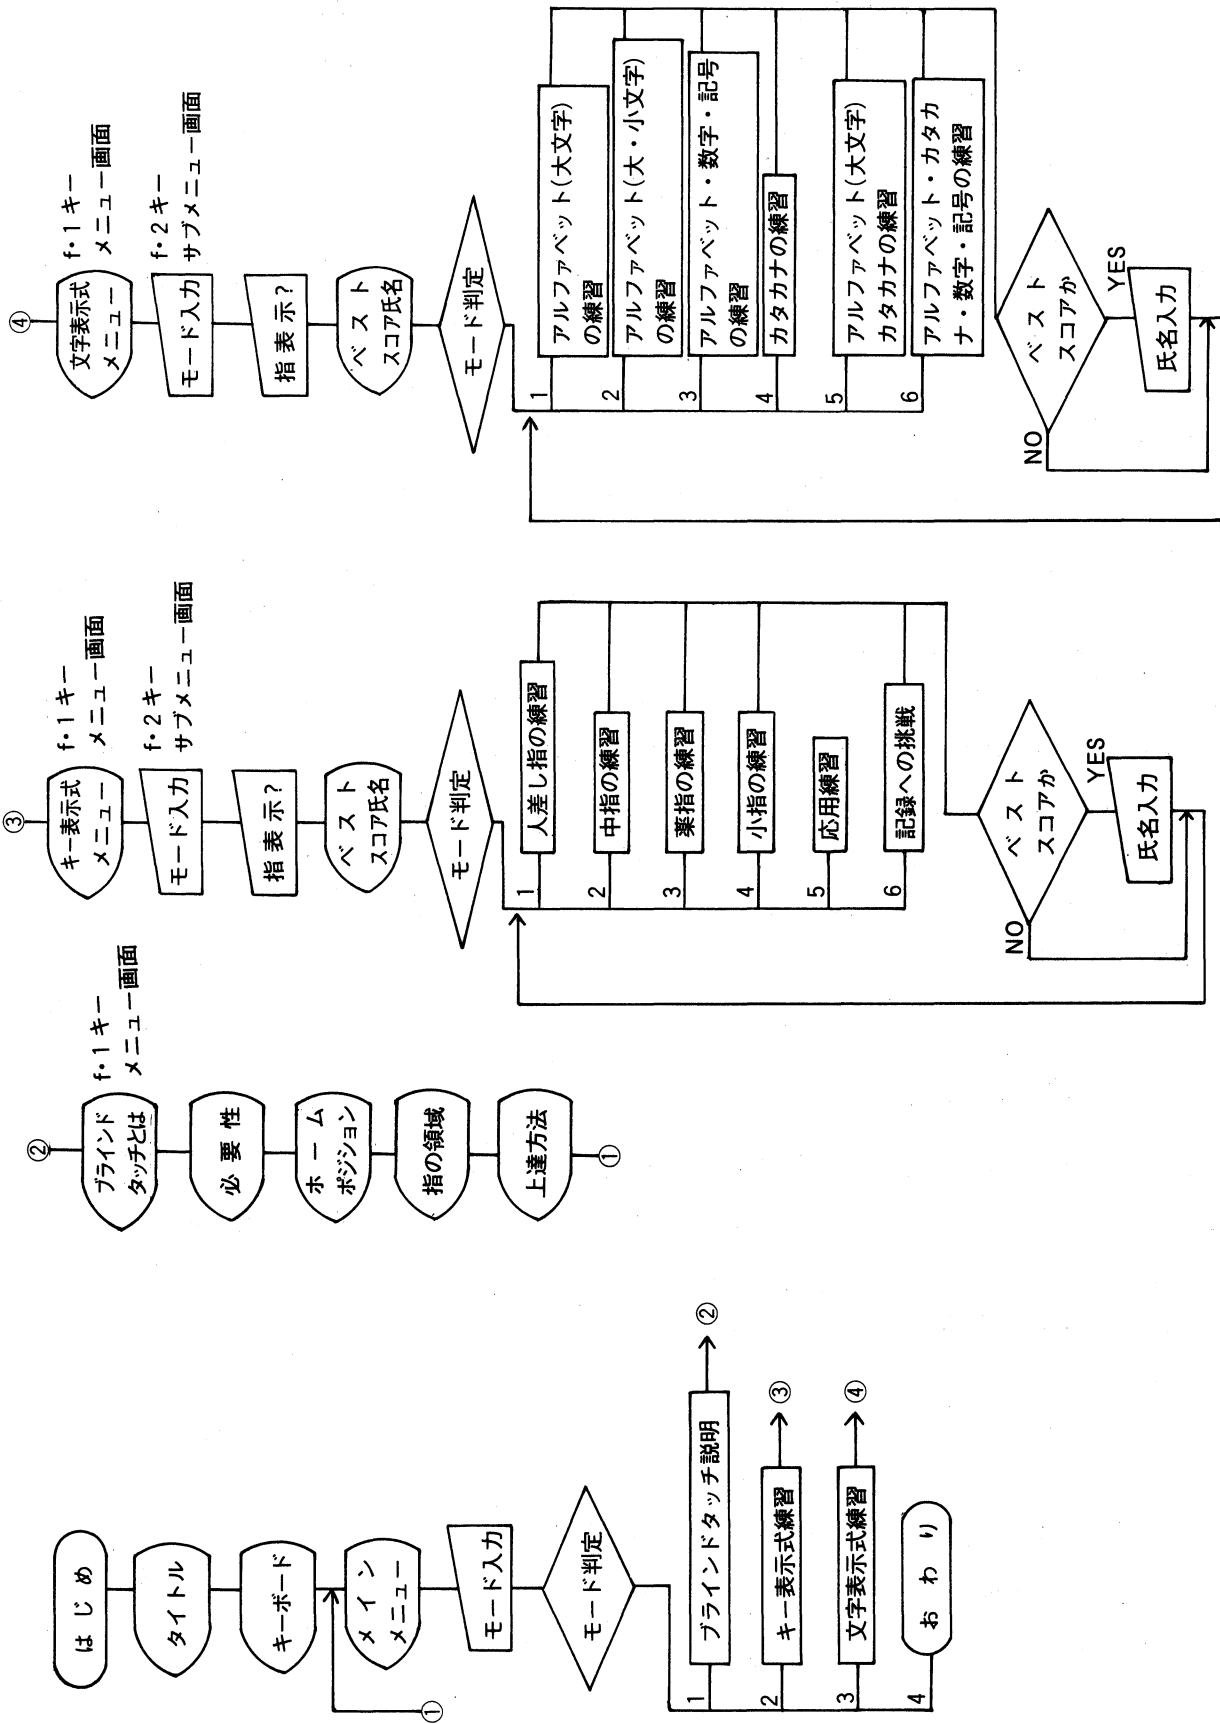 はじめ
タイトル
キーボード
メイン
メニュー
①
モード入力
モード判定
1
ブラインドタッチ説明
②
2
キー表示式練習
③
3
文字表示式練習
④
4
おわり
②
ブラインド
タッチとは
f・1キー
メニュー画面
必要性
ホーム
ポジション
指の領域
上達方法
①
③
キー表示式
メニュー
f・1キー
メニュー画面
モード入力
f・2キー
サブメニュー画面
指表示?
ベスト
スコア氏名
モード判定
1
人差し指の練習
2
中指の練習
3
薬指の練習
4
小指の練習
5
応用練習
6
記録への挑戦
ベスト
スコアか
NO
YES
氏名入力
④
文字表示式
メニュー
f・1キー
メニュー画面
モード入力
f・2キー
サブメニュー画面
指表示?
ベスト
スコア氏名
モード判定
1
アルファベット(大文字)
の練習
2
アルファベット(大・小文字)
の練習
3
アルファベット・数字・記号
の練習
4
カタカナの練習
5
アルファベット(大文字)
カタカナの練習
6
アルファベット・カタカ
ナ・数字・記号の練習
ベスト
スコアか
NO
YES
氏名入力